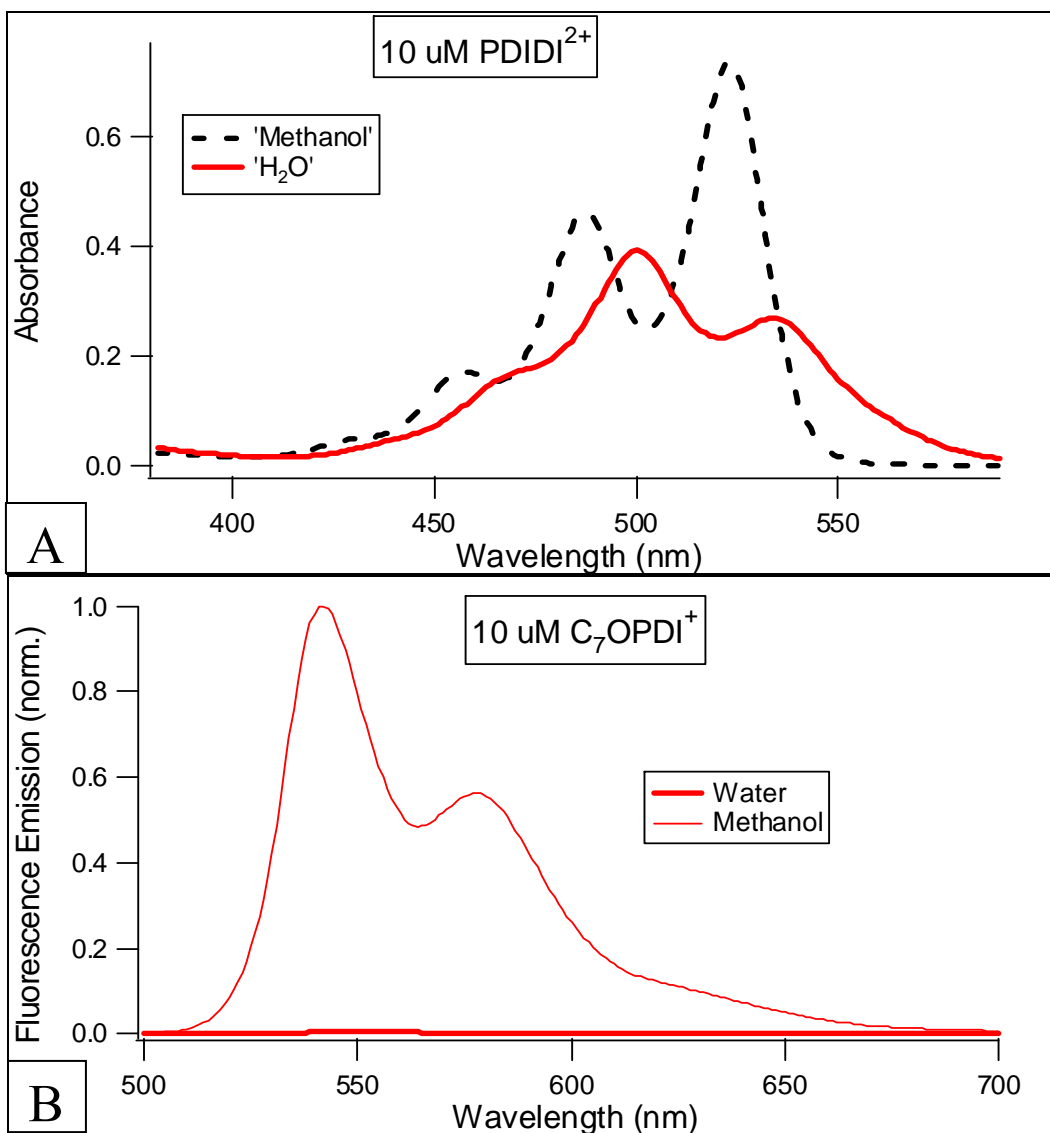 10 uM PDIDI²⁺
'Methanol'
'H₂O'
Absorbance
0.6
0.4
0.2
0.0
400 450 500 550
Wavelength (nm)
A
10 uM C₇OPDI⁺
Water
Methanol
Fluorescence Emission (norm.)
1.0
0.8
0.6
0.4
0.2
0.0
500 550 600 650 700
Wavelength (nm)
B